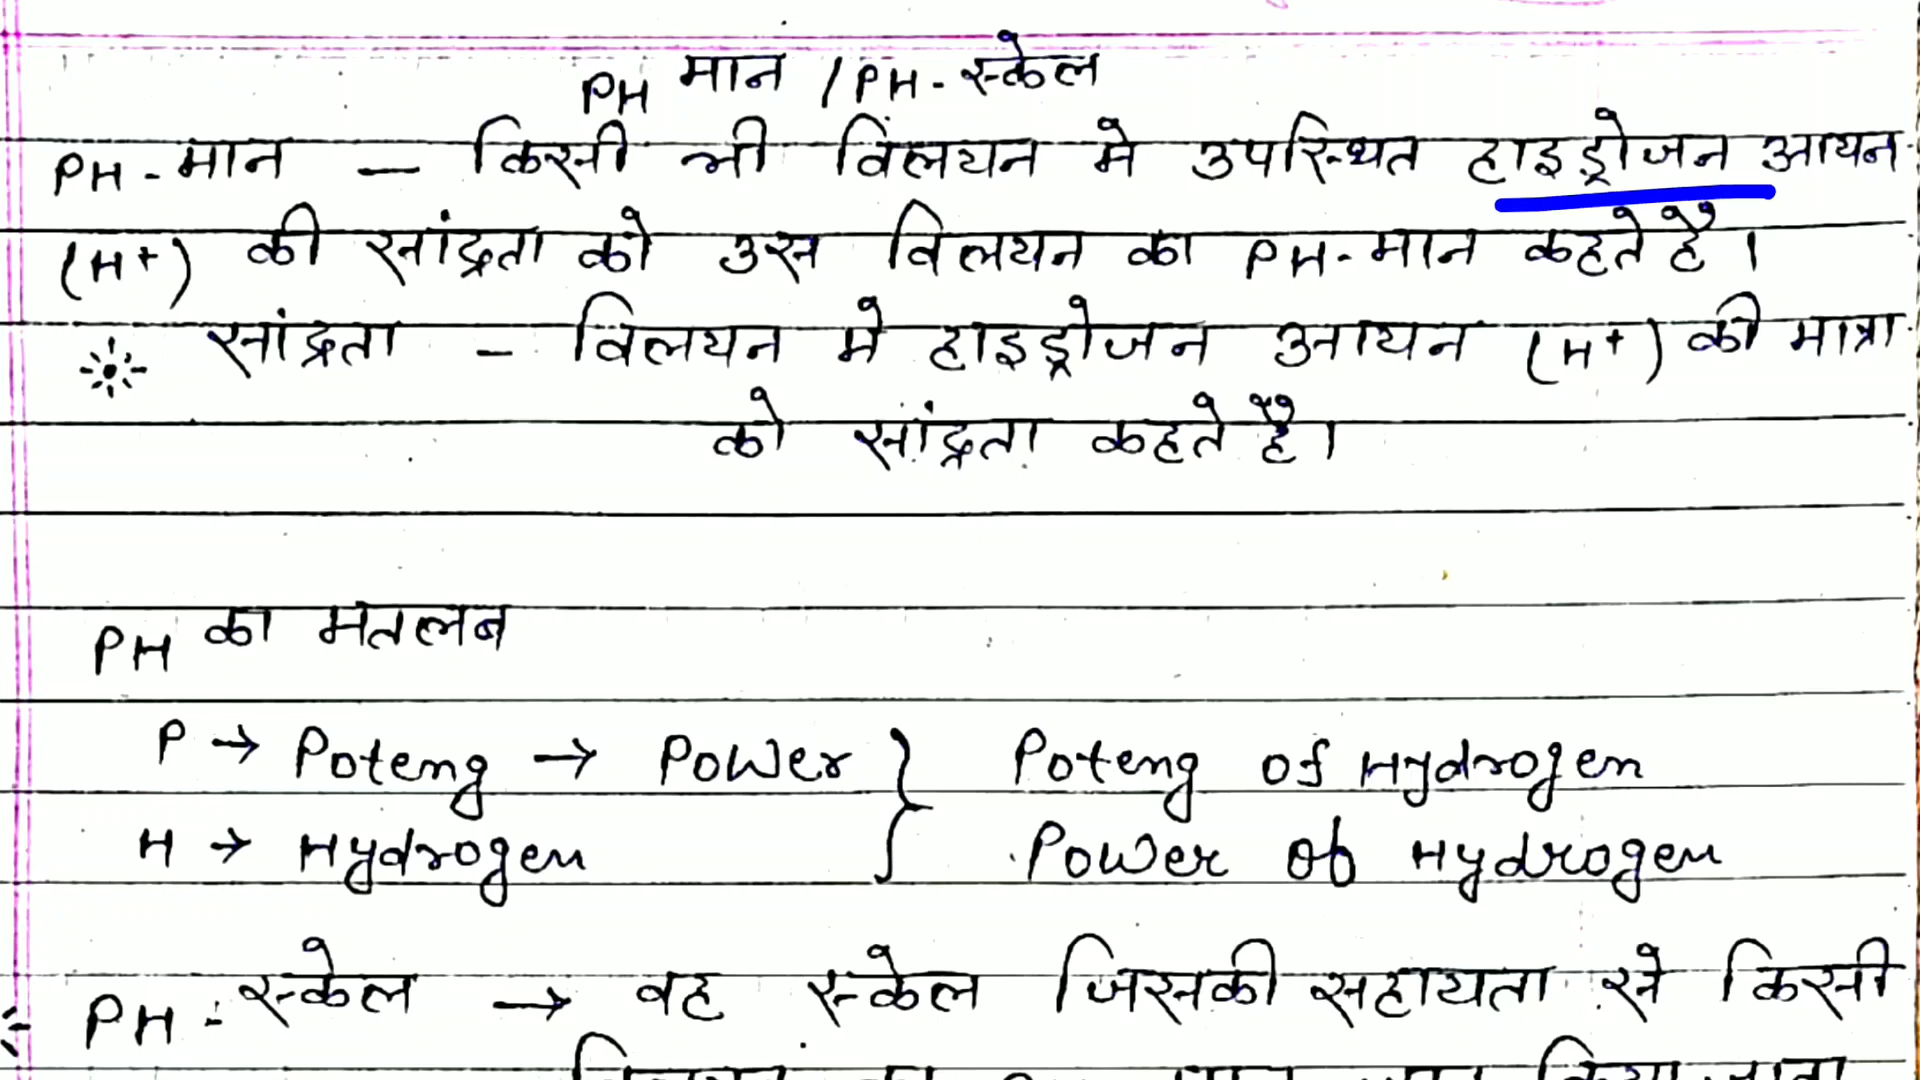 PH मान / PH - स्केल
PH - मान — किसी भी विलयन मे उपस्थित हाइड्रोजन आयन
(H+) की सांद्रता को उस विलयन का PH - मान कहते है ।
सांद्रता - विलयन मे हाइड्रोजन आयन (H+) की मात्रा
को सांद्रता कहते है ।
PH का मतलब
P → Poteng → Power } Poteng of Hydrogen
H → Hydrogen Power of Hydrogen
PH - स्केल → वह स्केल जिसकी सहायता से किसी